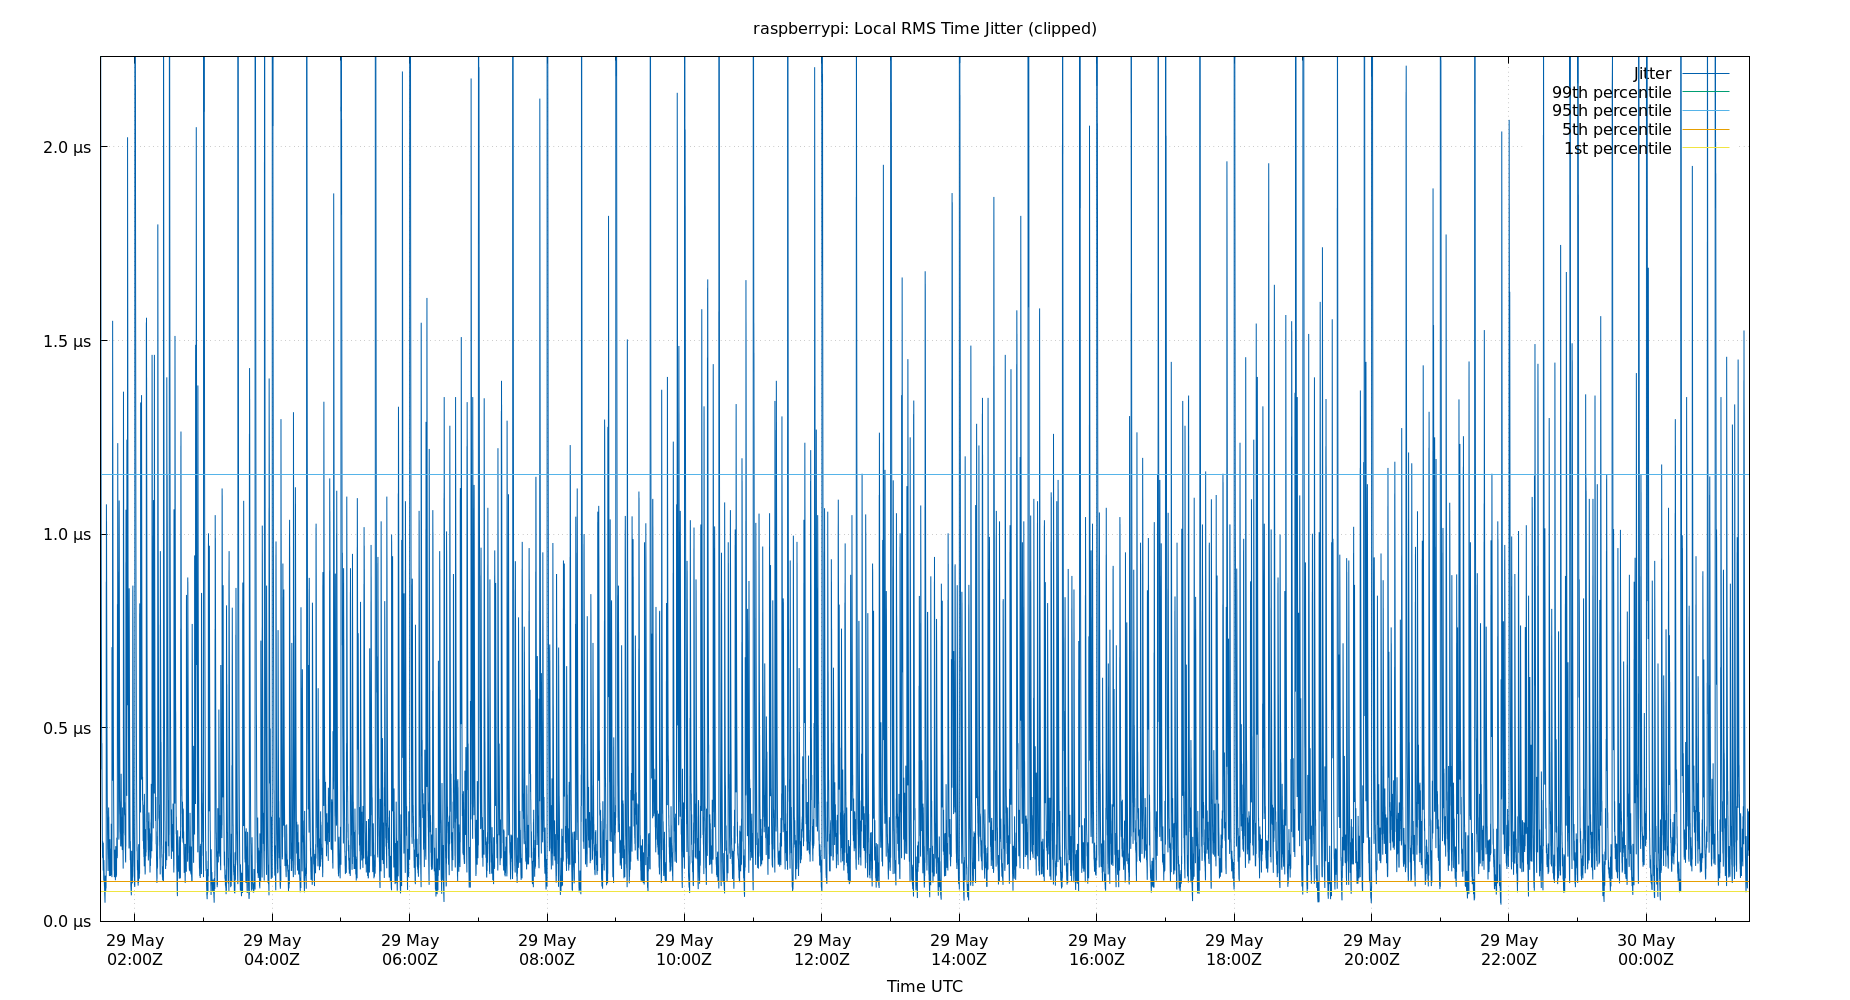 raspberrypi: Local RMS Time Jitter (clipped)
Jitter
99th percentile
95th percentile
5th percentile
1st percentile
2.0 µs
1.5 µs
1.0 µs
0.5 µs
0.0 µs
29 May 29 May 29 May 29 May 29 May 29 May 29 May 29 May 29 May 29 May 29 May 30 May
02:00Z 04:00Z 06:00Z 08:00Z 10:00Z 12:00Z 14:00Z 16:00Z 18:00Z 20:00Z 22:00Z 00:00Z
Time UTC